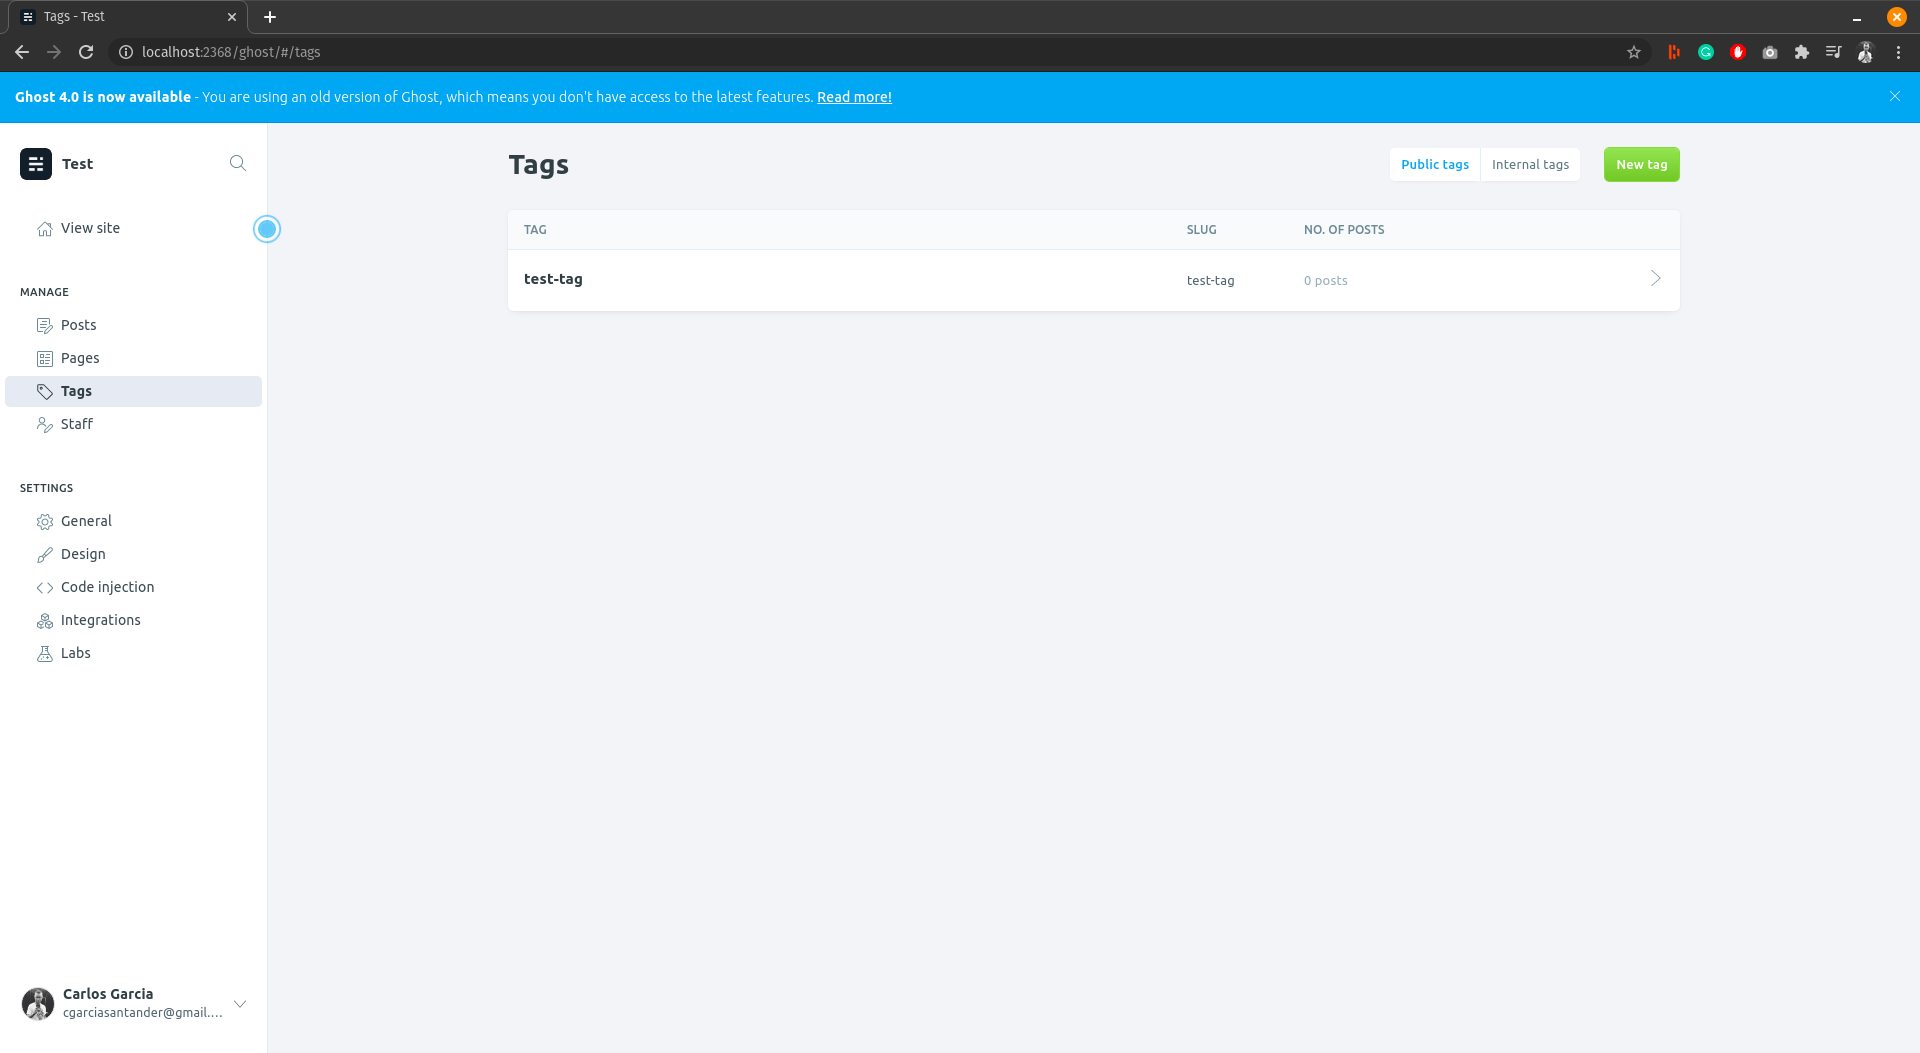 Tags - Test
localhost:2368/ghost/#/tags
Ghost 4.0 is now available - You are using an old version of Ghost, which means you don't have access to the latest features. Read more!
Test
View site
MANAGE
Posts
Pages
Tags
Staff
SETTINGS
General
Design
Code injection
Integrations
Labs
Carlos Garcia
cgarciasantander@gmail....
Tags
Public tags
Internal tags
New tag
TAG SLUG NO. OF POSTS
test-tag test-tag 0 posts